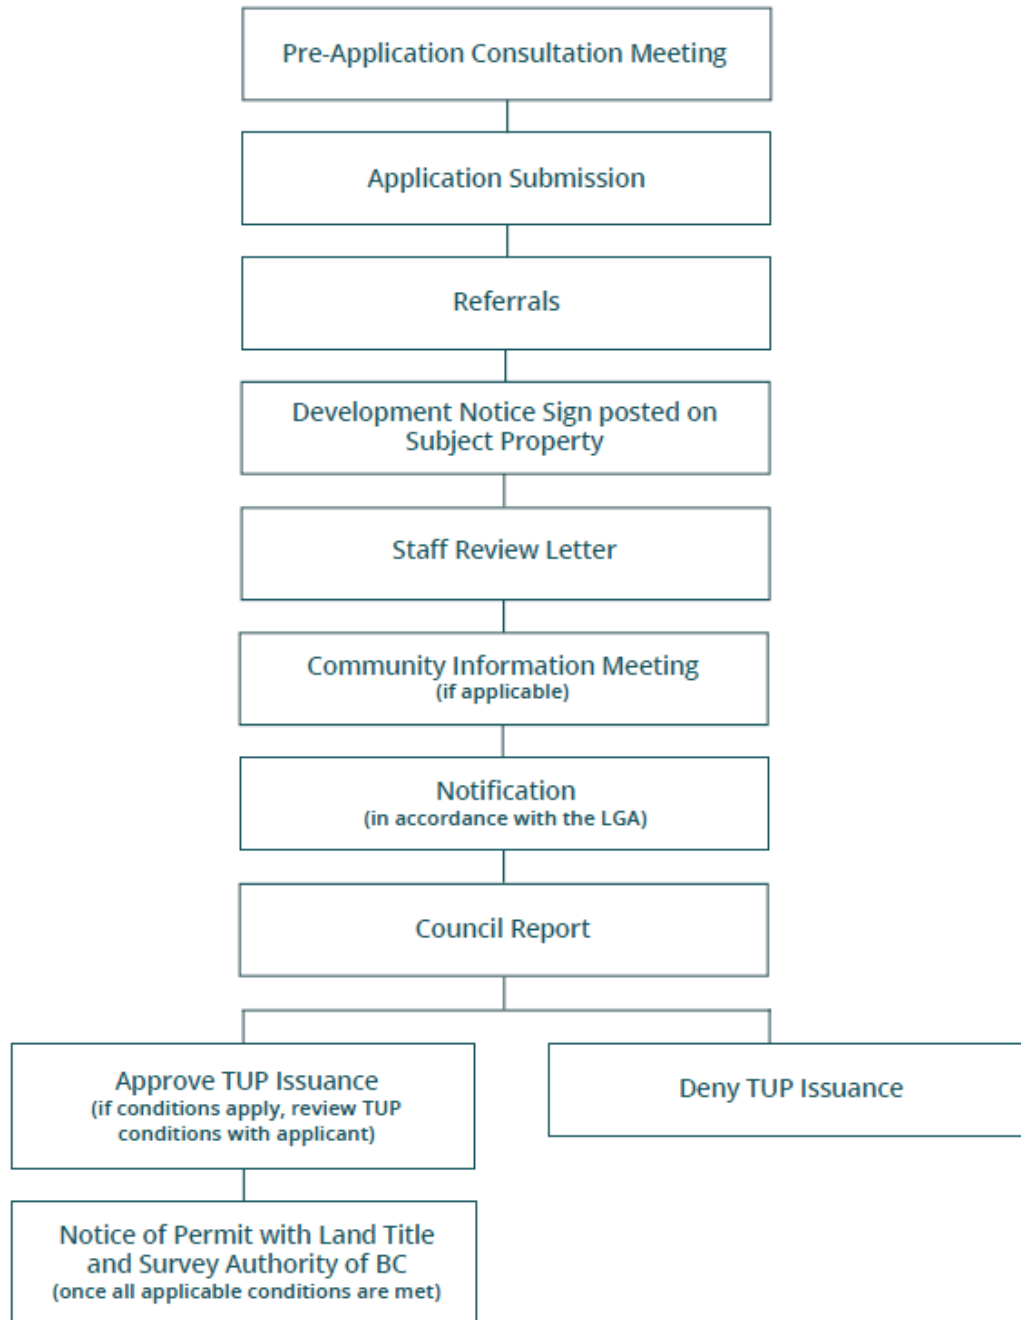 Pre-Application Consultation Meeting
Application Submission
Referrals
Development Notice Sign posted on
Subject Property
Staff Review Letter
Community Information Meeting
(if applicable)
Notification
(in accordance with the LGA)
Council Report
Approve TUP Issuance
(if conditions apply, review TUP
conditions with applicant)
Deny TUP Issuance
Notice of Permit with Land Title
and Survey Authority of BC
(once all applicable conditions are met)